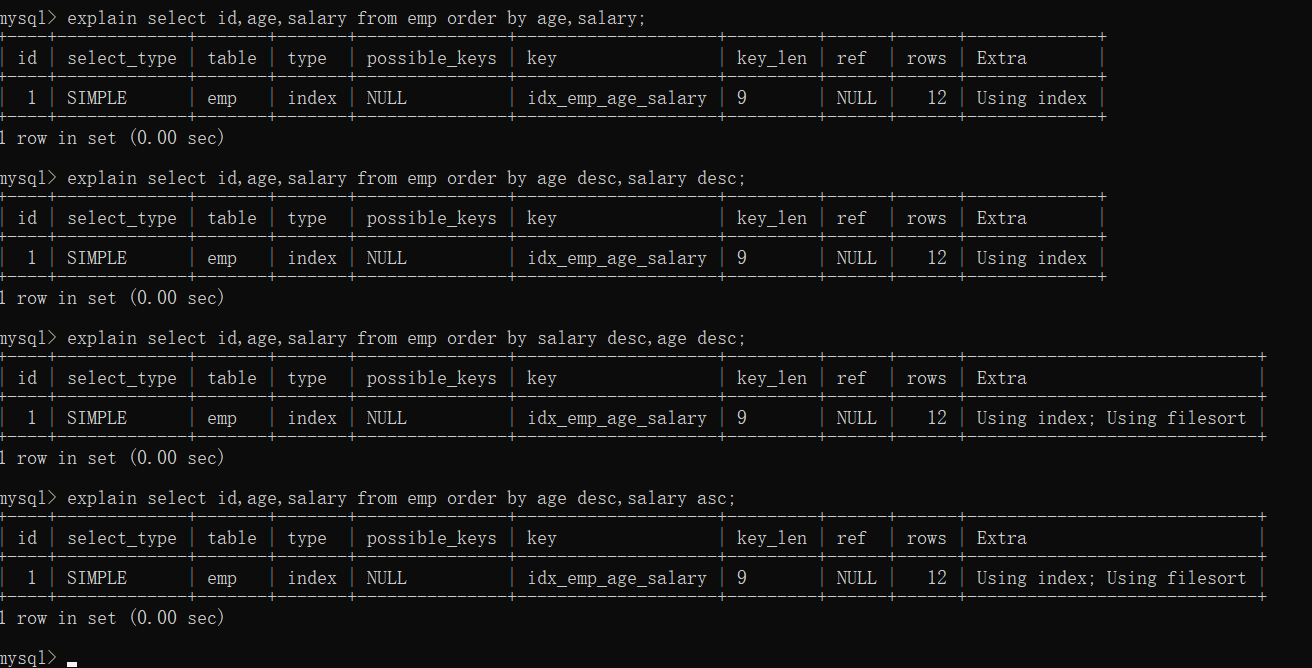 mysql> explain select id,age,salary from emp order by age,salary;
+----+-------------+-------+-------+---------------+--------------------+---------+------+------+-------------+
| id | select_type | table | type | possible_keys | key | key_len | ref | rows | Extra |
+----+-------------+-------+-------+---------------+--------------------+---------+------+------+-------------+
| 1 | SIMPLE | emp | index | NULL | idx_emp_age_salary | 9 | NULL | 12 | Using index |
+----+-------------+-------+-------+---------------+--------------------+---------+------+------+-------------+
1 row in set (0.00 sec)
mysql> explain select id,age,salary from emp order by age desc,salary desc;
+----+-------------+-------+-------+---------------+--------------------+---------+------+------+-------------+
| id | select_type | table | type | possible_keys | key | key_len | ref | rows | Extra |
+----+-------------+-------+-------+---------------+--------------------+---------+------+------+-------------+
| 1 | SIMPLE | emp | index | NULL | idx_emp_age_salary | 9 | NULL | 12 | Using index |
+----+-------------+-------+-------+---------------+--------------------+---------+------+------+-------------+
1 row in set (0.00 sec)
mysql> explain select id,age,salary from emp order by salary desc,age desc;
+----+-------------+-------+-------+---------------+--------------------+---------+------+------+-----------------------------+
| id | select_type | table | type | possible_keys | key | key_len | ref | rows | Extra |
+----+-------------+-------+-------+---------------+--------------------+---------+------+------+-----------------------------+
| 1 | SIMPLE | emp | index | NULL | idx_emp_age_salary | 9 | NULL | 12 | Using index; Using filesort |
+----+-------------+-------+-------+---------------+--------------------+---------+------+------+-----------------------------+
1 row in set (0.00 sec)
mysql> explain select id,age,salary from emp order by age desc,salary asc;
+----+-------------+-------+-------+---------------+--------------------+---------+------+------+-----------------------------+
| id | select_type | table | type | possible_keys | key | key_len | ref | rows | Extra |
+----+-------------+-------+-------+---------------+--------------------+---------+------+------+-----------------------------+
| 1 | SIMPLE | emp | index | NULL | idx_emp_age_salary | 9 | NULL | 12 | Using index; Using filesort |
+----+-------------+-------+-------+---------------+--------------------+---------+------+------+-----------------------------+
1 row in set (0.00 sec)
mysql>